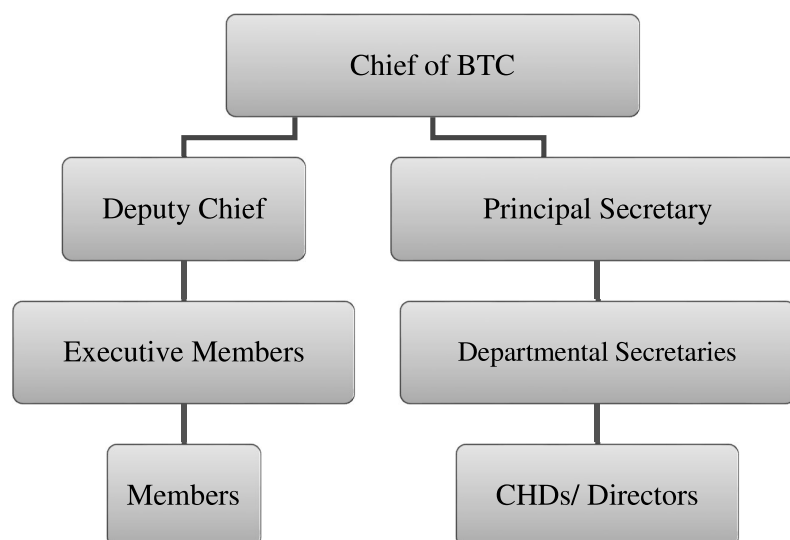 Chief of BTC
Deputy Chief
Principal Secretary
Executive Members
Departmental Secretaries
Members
CHDs/ Directors